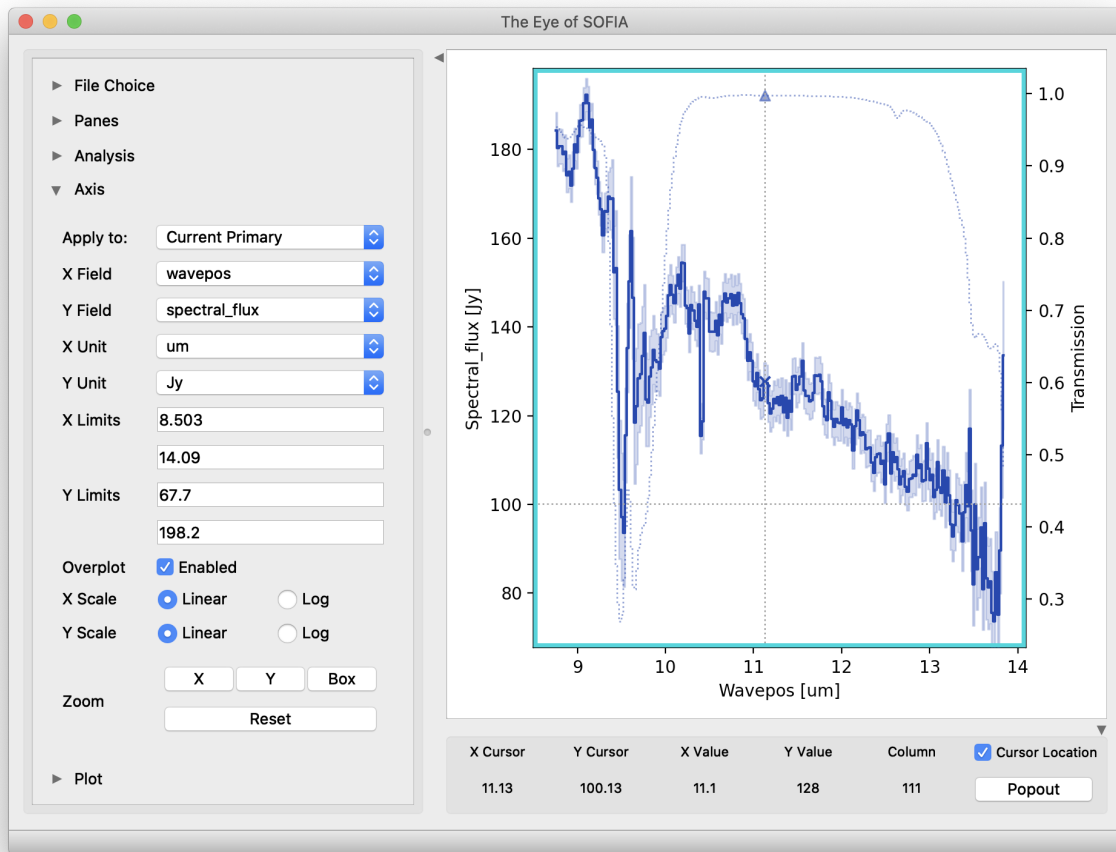 The Eye of SOFIA
File Choice
Panes
Analysis
Axis
Apply to: Current Primary
X Field wavepos
Y Field spectral_flux
X Unit um
Y Unit Jy
X Limits 8.503
14.09
Y Limits 67.7
198.2
Overplot Enabled
X Scale Linear Log
Y Scale Linear Log
Zoom X Y Box
Reset
Plot
Spectral_flux [Jy]
180
160
140
120
100
80
9 10 11 12 13 14
Wavepos [um]
1.0
0.9
0.8
0.7
0.6
0.5
0.4
0.3
Transmission
X Cursor Y Cursor X Value Y Value Column Cursor Location
11.13 100.13 11.1 128 111 Popout